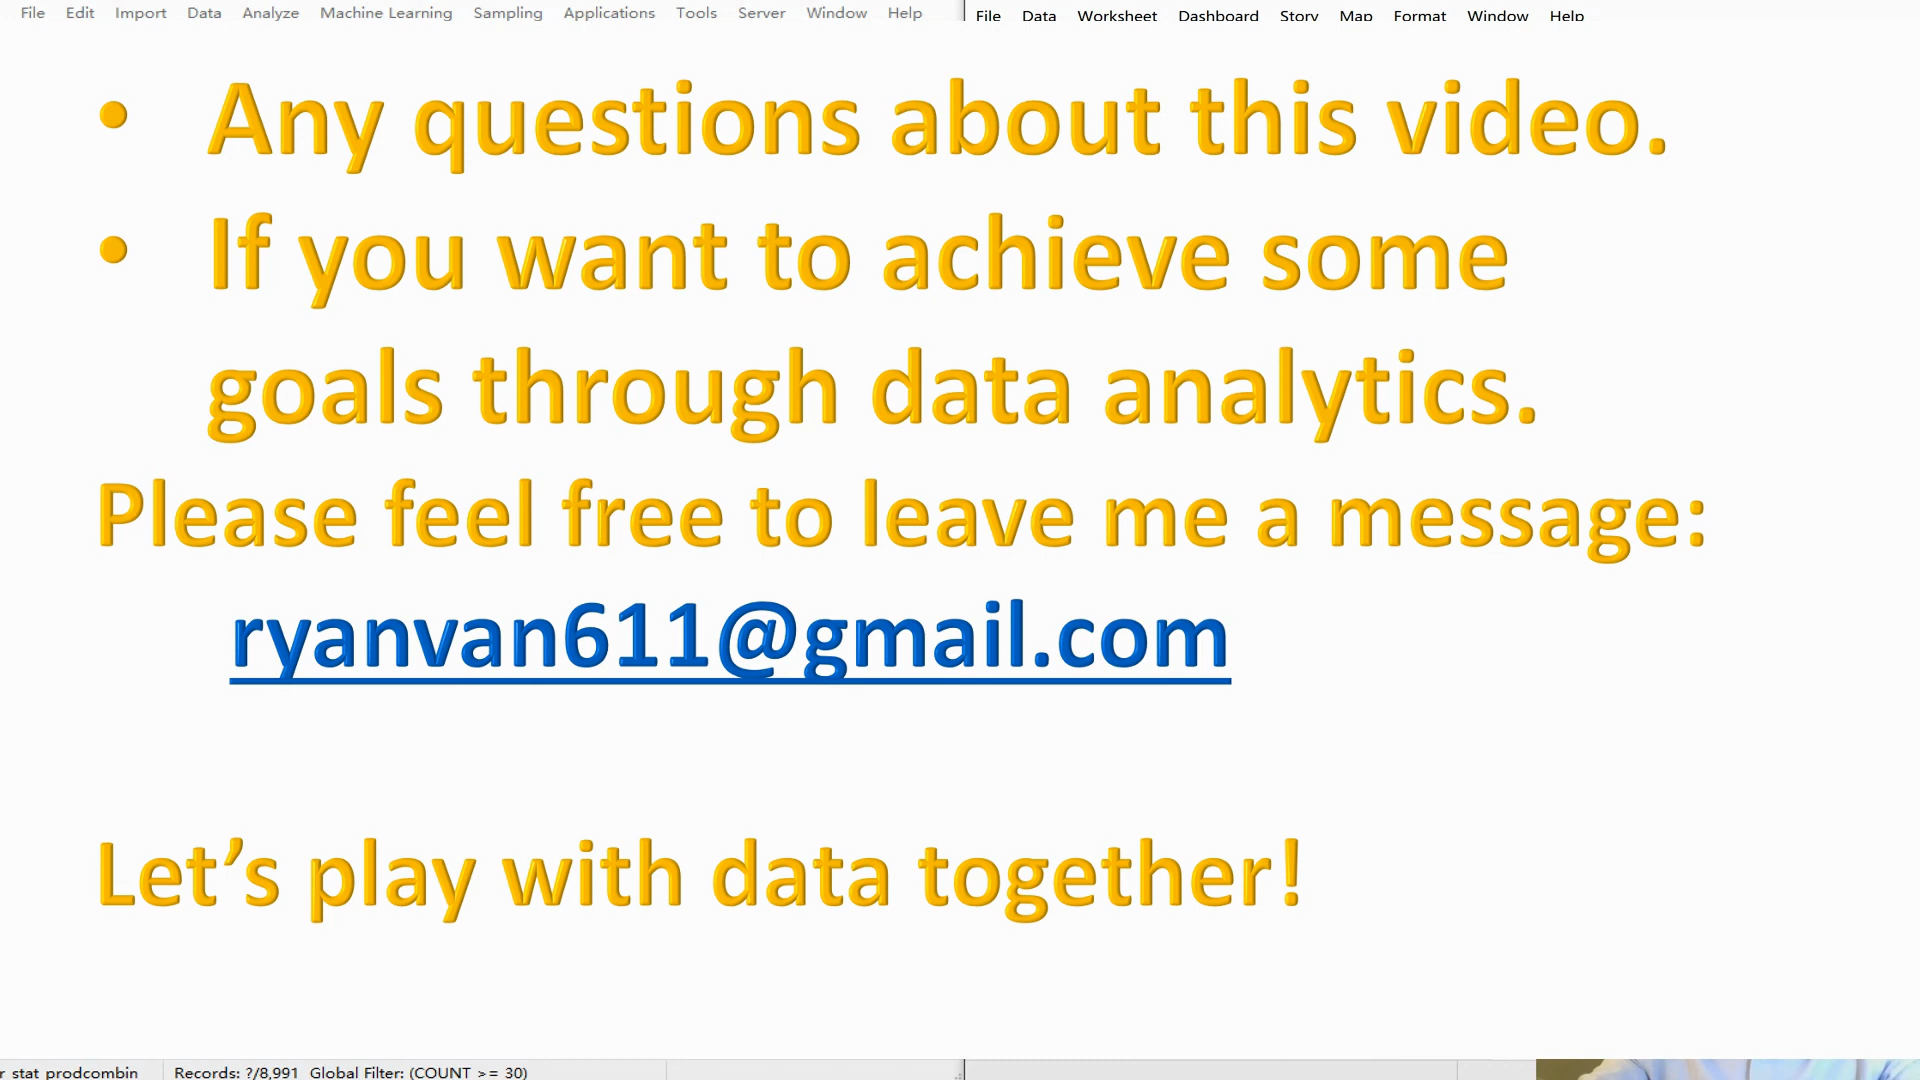 File Edit Import Data Analyze Machine Learning Sampling Applications Tools Server Window Help
File Data Worksheet Dashboard Story Map Format Window Help
• Any questions about this video.
• If you want to achieve some
goals through data analytics.
Please feel free to leave me a message:
ryanvan611@gmail.com
Let’s play with data together!
r stat prodcombin Records: ?/8,991 Global Filter: (COUNT >= 30)